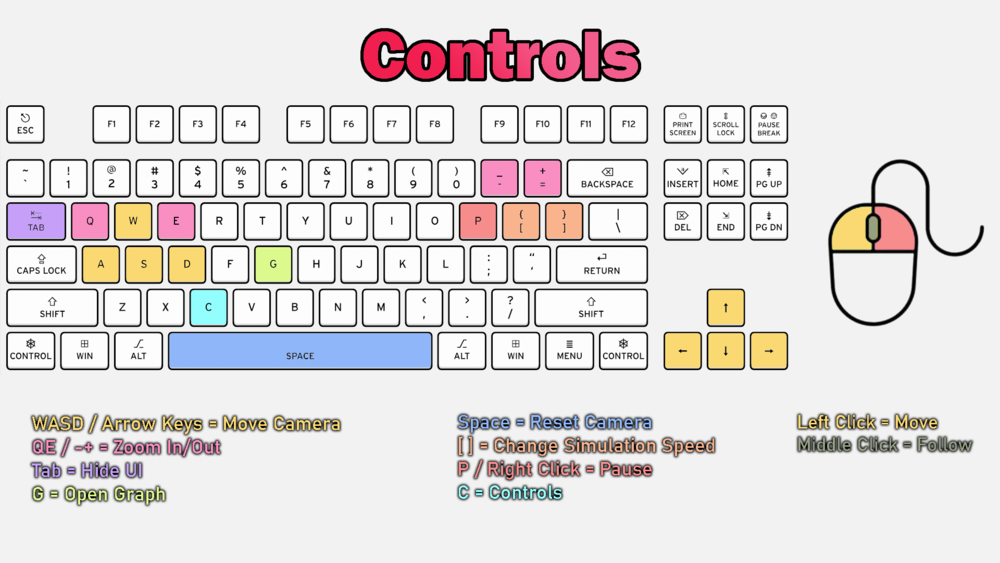 Controls
ESC F1 F2 F3 F4 F5 F6 F7 F8 F9 F10 F11 F12 PRINT SCREEN SCROLL LOCK PAUSE BREAK
~ ! @ # $ % ^ & * ( ) _ +
` 1 2 3 4 5 6 7 8 9 0 - = BACKSPACE INSERT HOME PG UP
TAB Q W E R T Y U I O P { [ } ] | \ DEL END PG DN
CAPS LOCK A S D F G H J K L : ; “ ‘ RETURN
SHIFT Z X C V B N M < , > . ? / SHIFT ↑
CONTROL WIN ALT SPACE ALT WIN MENU CONTROL ← ↓ →
WASD / Arrow Keys = Move Camera
QE / -+ = Zoom In/Out
Tab = Hide UI
G = Open Graph
Space = Reset Camera
[ ] = Change Simulation Speed
P / Right Click = Pause
C = Controls
Left Click = Move
Middle Click = Follow